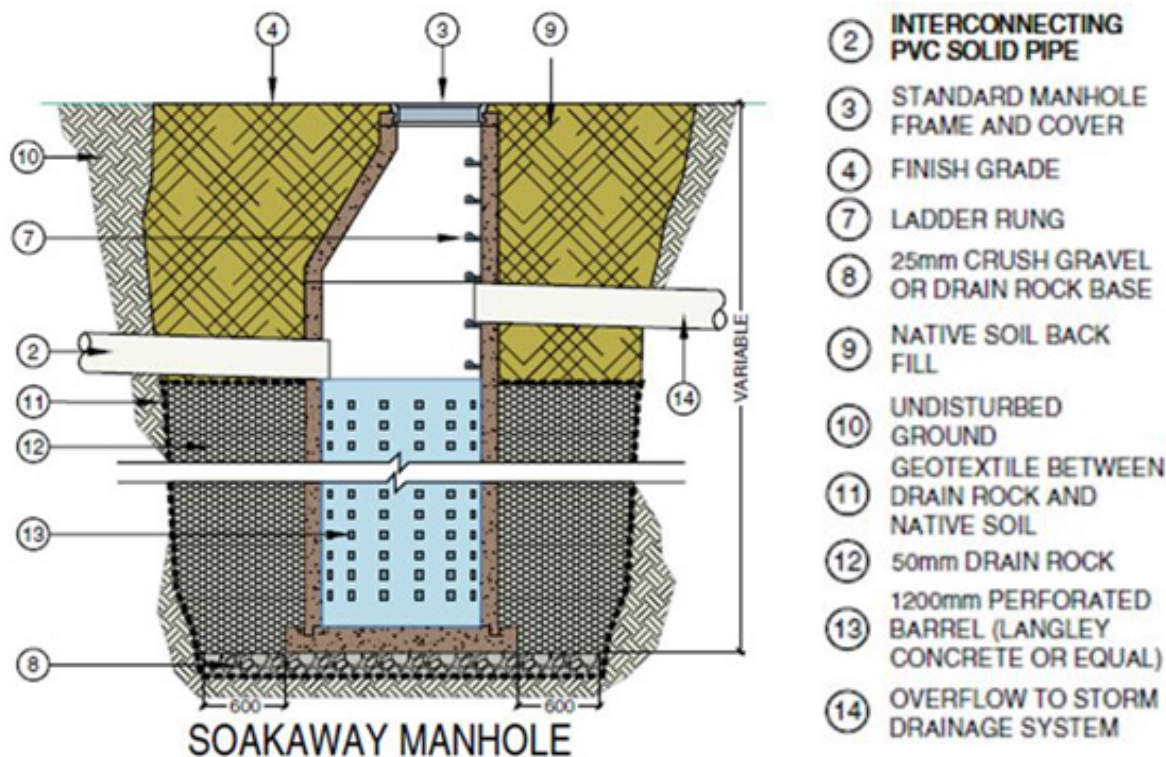 4
3
9
10
7
2
11
12
13
8
14
VARIABLE
600
600
SOAKAWAY MANHOLE
2 INTERCONNECTING
PVC SOLID PIPE
3 STANDARD MANHOLE
FRAME AND COVER
4 FINISH GRADE
7 LADDER RUNG
8 25mm CRUSH GRAVEL
OR DRAIN ROCK BASE
9 NATIVE SOIL BACK
FILL
10 UNDISTURBED
GROUND
11 GEOTEXTILE BETWEEN
DRAIN ROCK AND
NATIVE SOIL
12 50mm DRAIN ROCK
13 1200mm PERFORATED
BARREL (LANGLEY
CONCRETE OR EQUAL)
14 OVERFLOW TO STORM
DRAINAGE SYSTEM